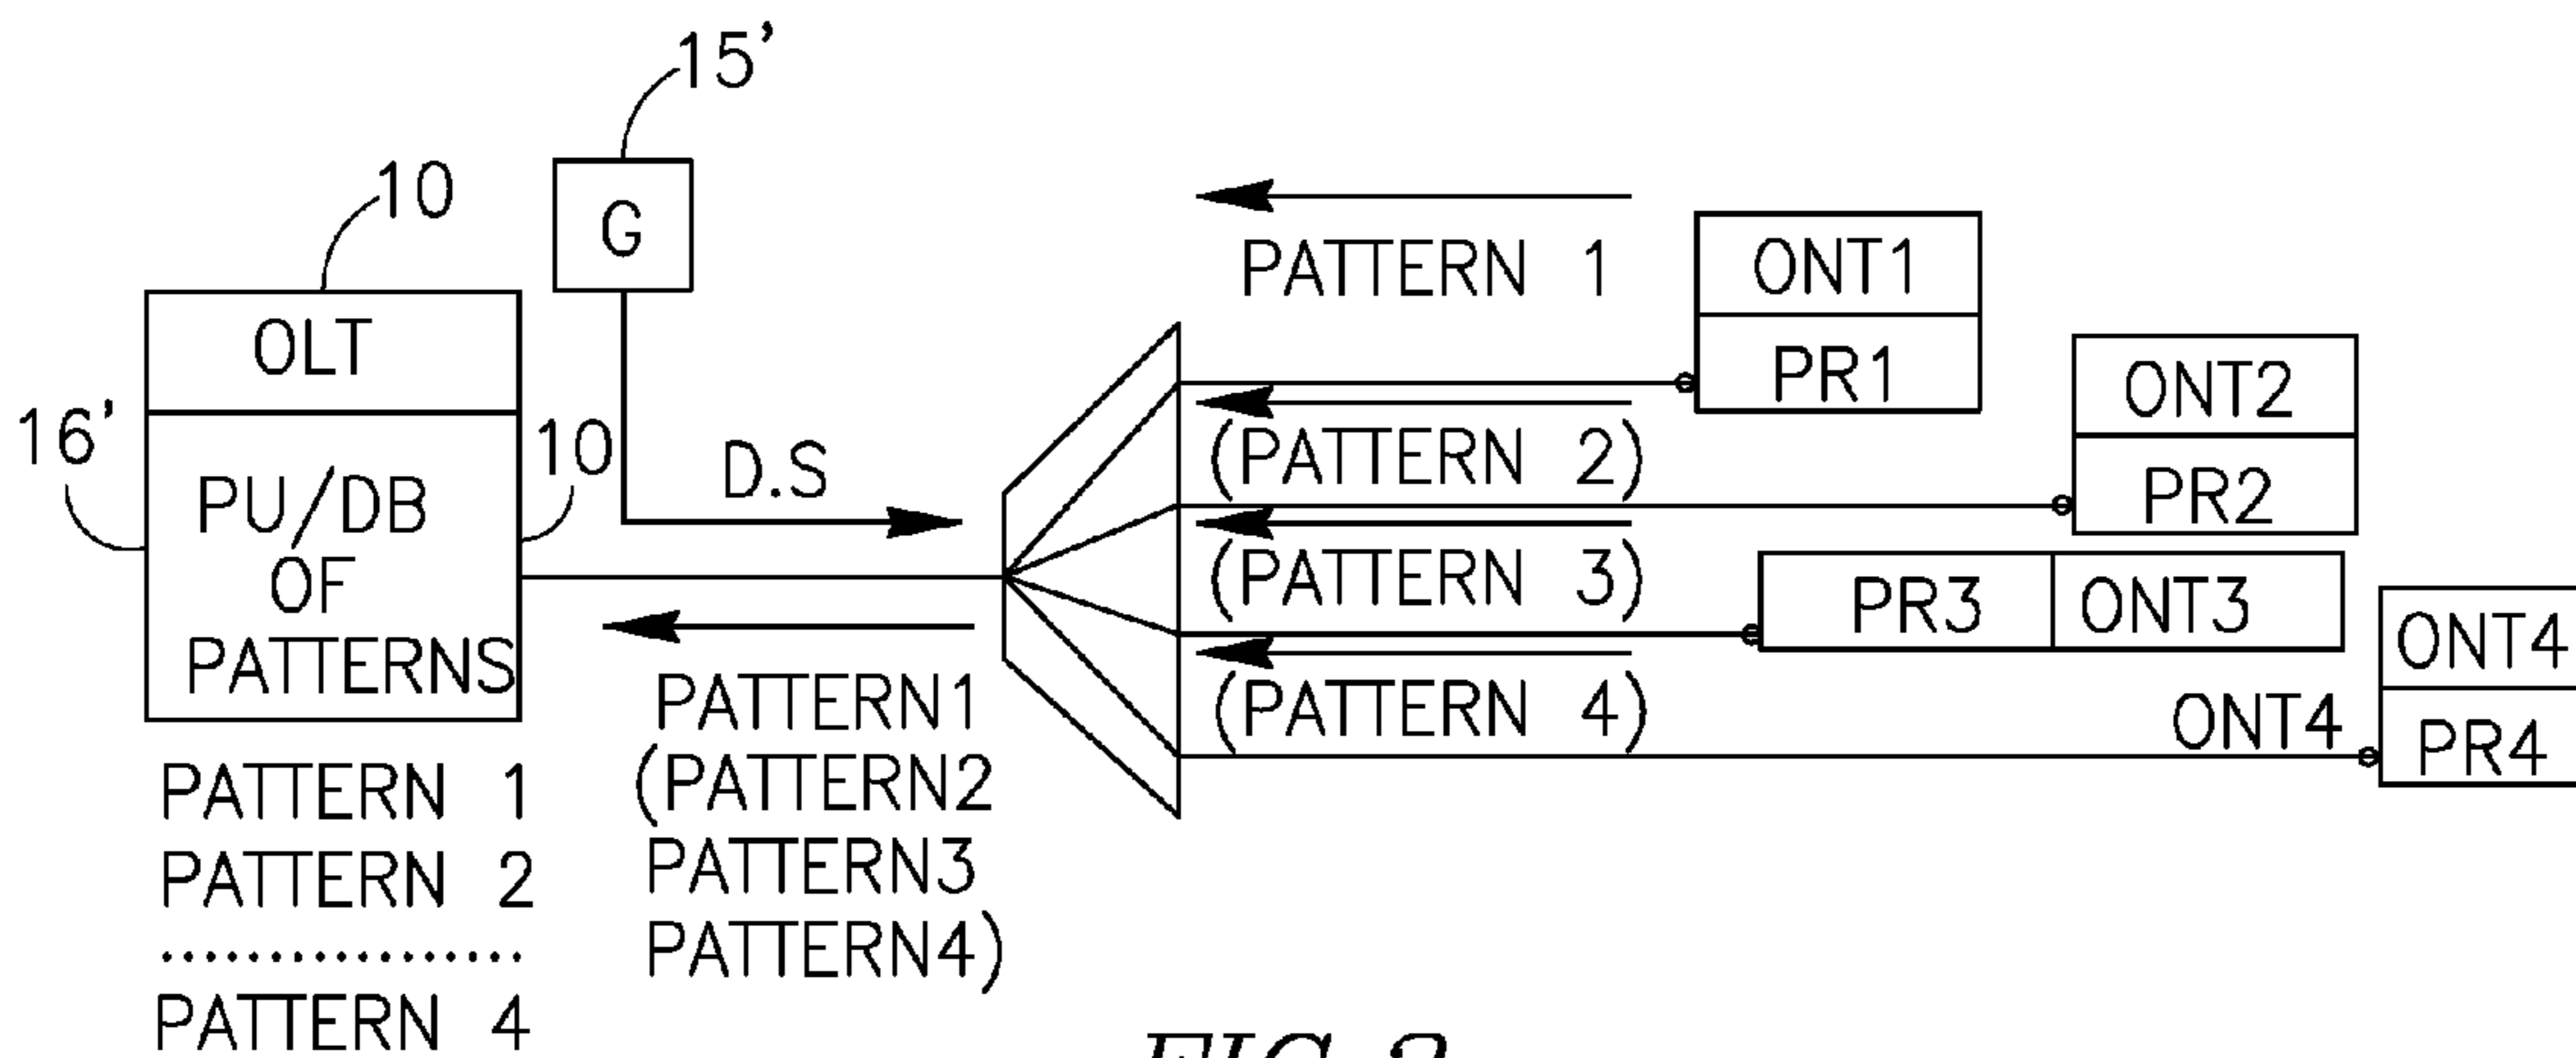 15'
10
G
OLT
16'
PU/DB
OF
PATTERNS
10
D.S
PATTERN 1
(PATTERN 2)
(PATTERN 3)
(PATTERN 4)
ONT1
PR1
ONT2
PR2
PR3 ONT3
ONT4
ONT4
PR4
PATTERN1
(PATTERN2
PATTERN3
PATTERN4)
PATTERN 1
PATTERN 2
..................
PATTERN 4